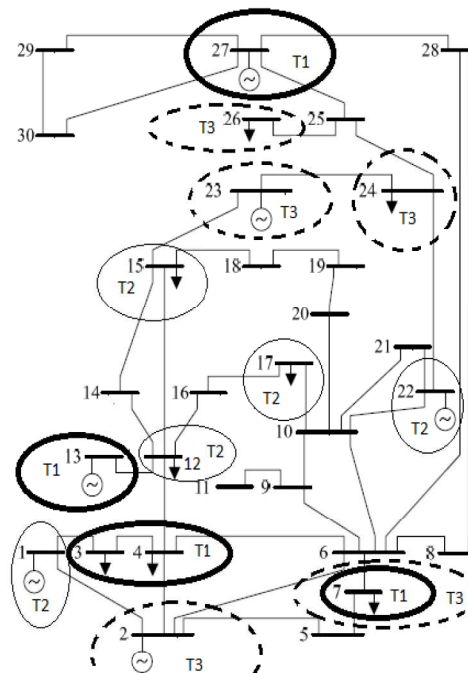 29 27 T1 28
T3 26 25
30
23 24
T3 T3
15
T2 18 19
20
21
17
14 16 T2 22
10 T2
T2
13 12
T1 11 9
1 3 4 T1 6 8
T2 7 T1 T3
2 T3 5